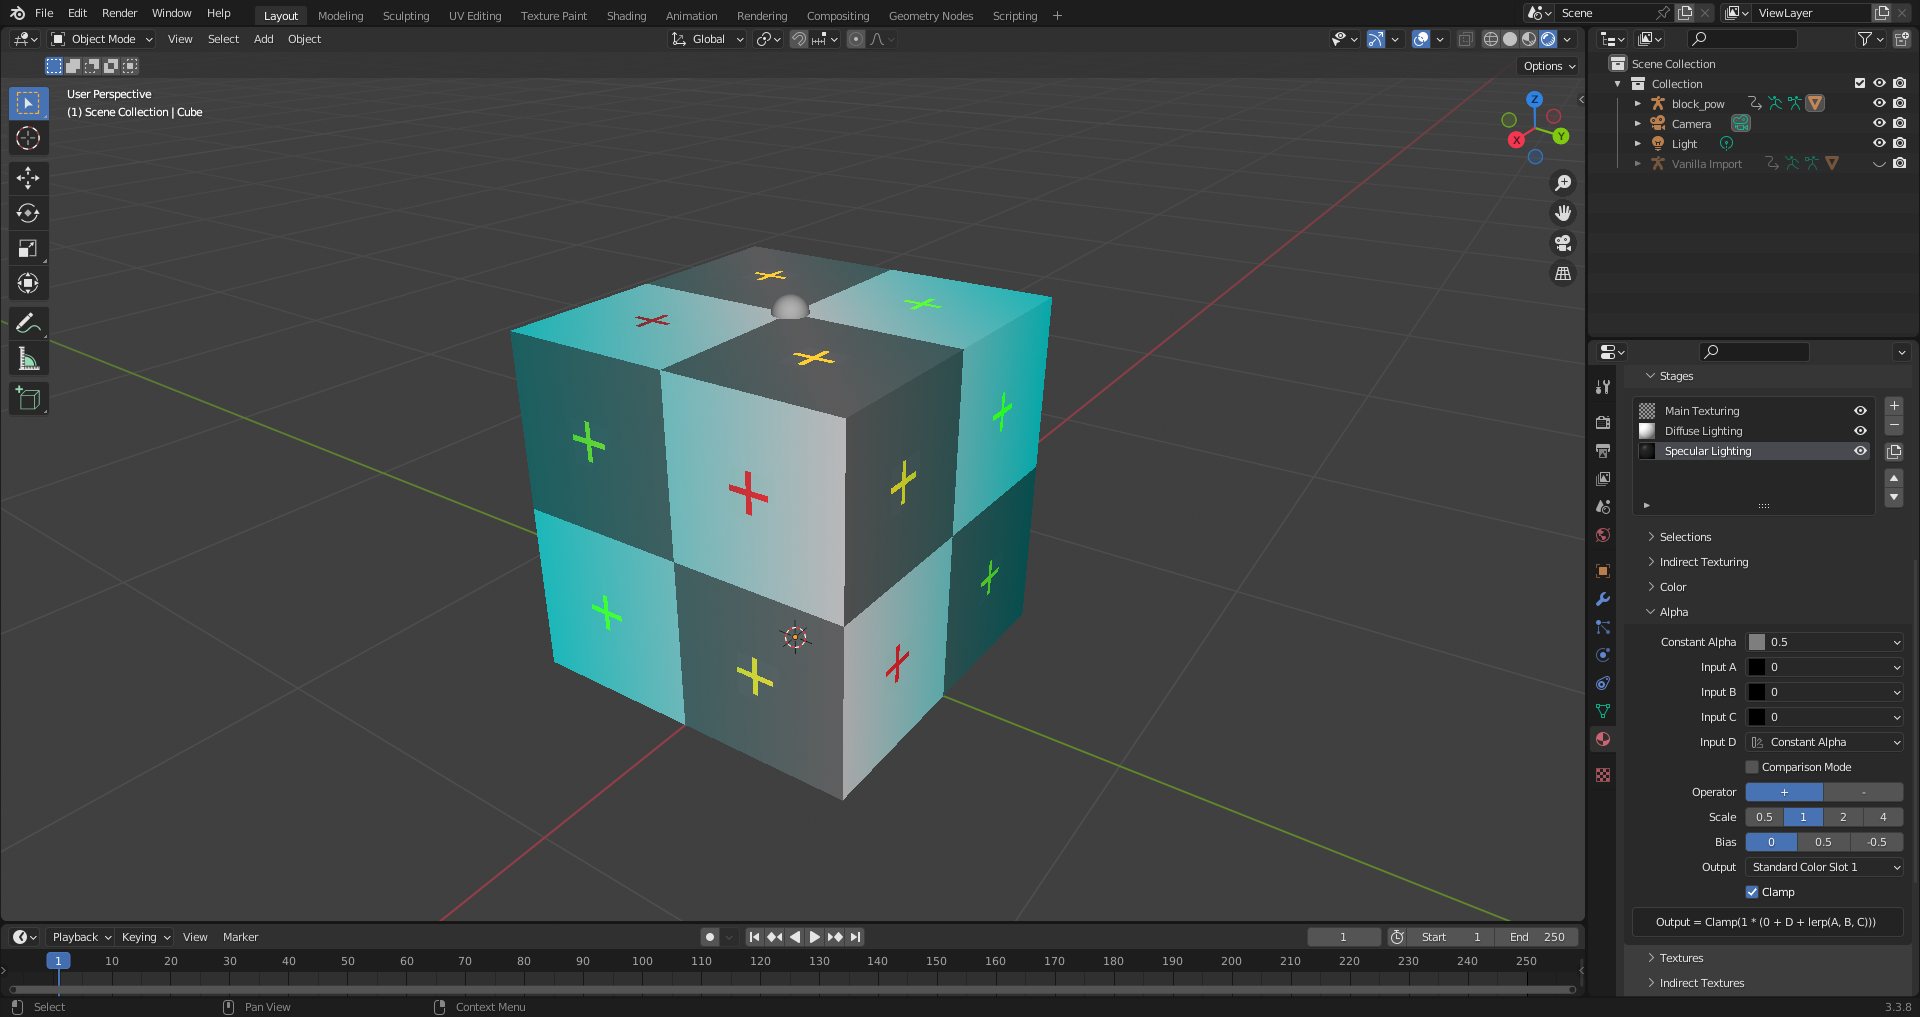 File Edit Render Window Help Layout Modeling Sculpting UV Editing Texture Paint Shading Animation Rendering Compositing Geometry Nodes Scripting + Scene ViewLayer
Object Mode View Select Add Object Global
Options
User Perspective
(1) Scene Collection | Cube
Z
Y
X
Scene Collection
Collection
block_pow
Camera
Light
Vanilla Import
Stages
Main Texturing
Diffuse Lighting
Specular Lighting
Selections
Indirect Texturing
Color
Alpha
Constant Alpha 0.5
Input A 0
Input B 0
Input C 0
Input D Constant Alpha
Comparison Mode
Operator + -
Scale 0.5 1 2 4
Bias 0 0.5 -0.5
Output Standard Color Slot 1
Clamp
Output = Clamp(1 * (0 + D + lerp(A, B, C)))
Textures
Indirect Textures
Playback Keying View Marker 1 Start 1 End 250
1 10 20 30 40 50 60 70 80 90 100 110 120 130 140 150 160 170 180 190 200 210 220 230 240 250
Select Pan View Context Menu 3.3.8